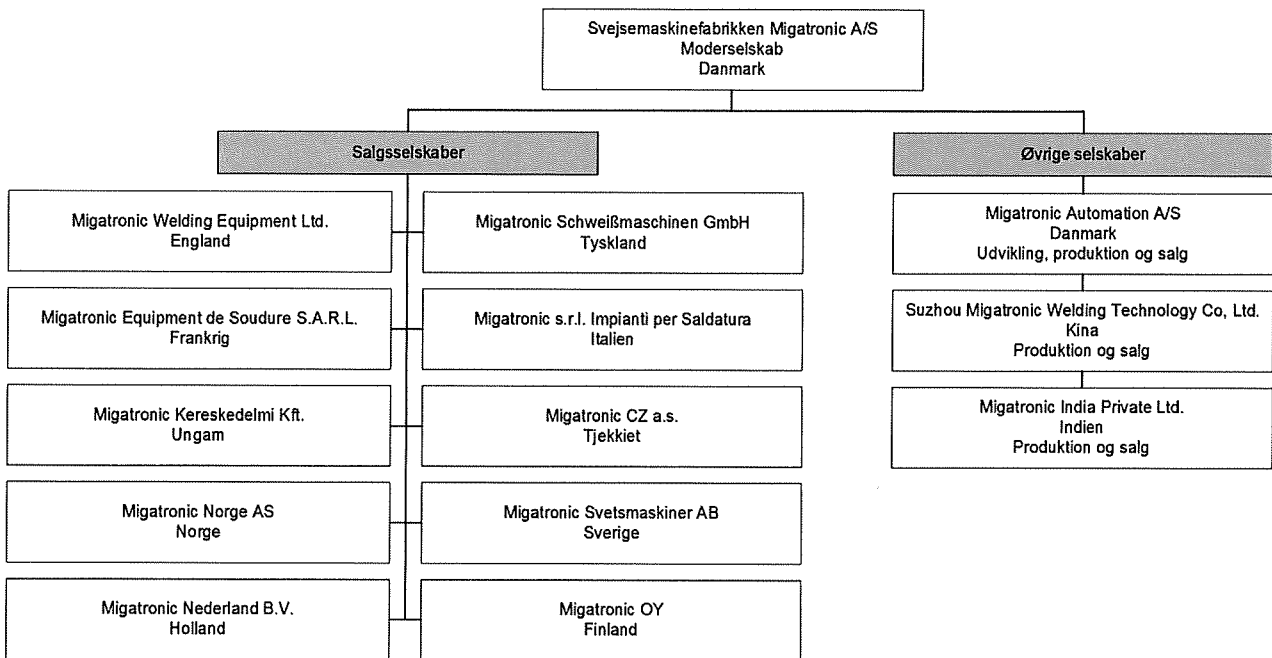 Svejsemaskinefabrikken Migatronic A/S
Moderselskab
Danmark
Salgsselskaber
Øvrige selskaber
Migatronic Welding Equipment Ltd.
England
Migatronic Schweißmaschinen GmbH
Tyskland
Migatronic Automation A/S
Danmark
Udvikling, produktion og salg
Migatronic Equipment de Soudure S.A.R.L.
Frankrig
Migatronic s.r.l. Impianti per Saldatura
Italien
Suzhou Migatronic Welding Technology Co, Ltd.
Kina
Produktion og salg
Migatronic Kereskedelmi Kft.
Ungarn
Migatronic CZ a.s.
Tjekkiet
Migatronic India Private Ltd.
Indien
Produktion og salg
Migatronic Norge AS
Norge
Migatronic Svetsmaskiner AB
Sverige
Migatronic Nederland B.V.
Holland
Migatronic OY
Finland